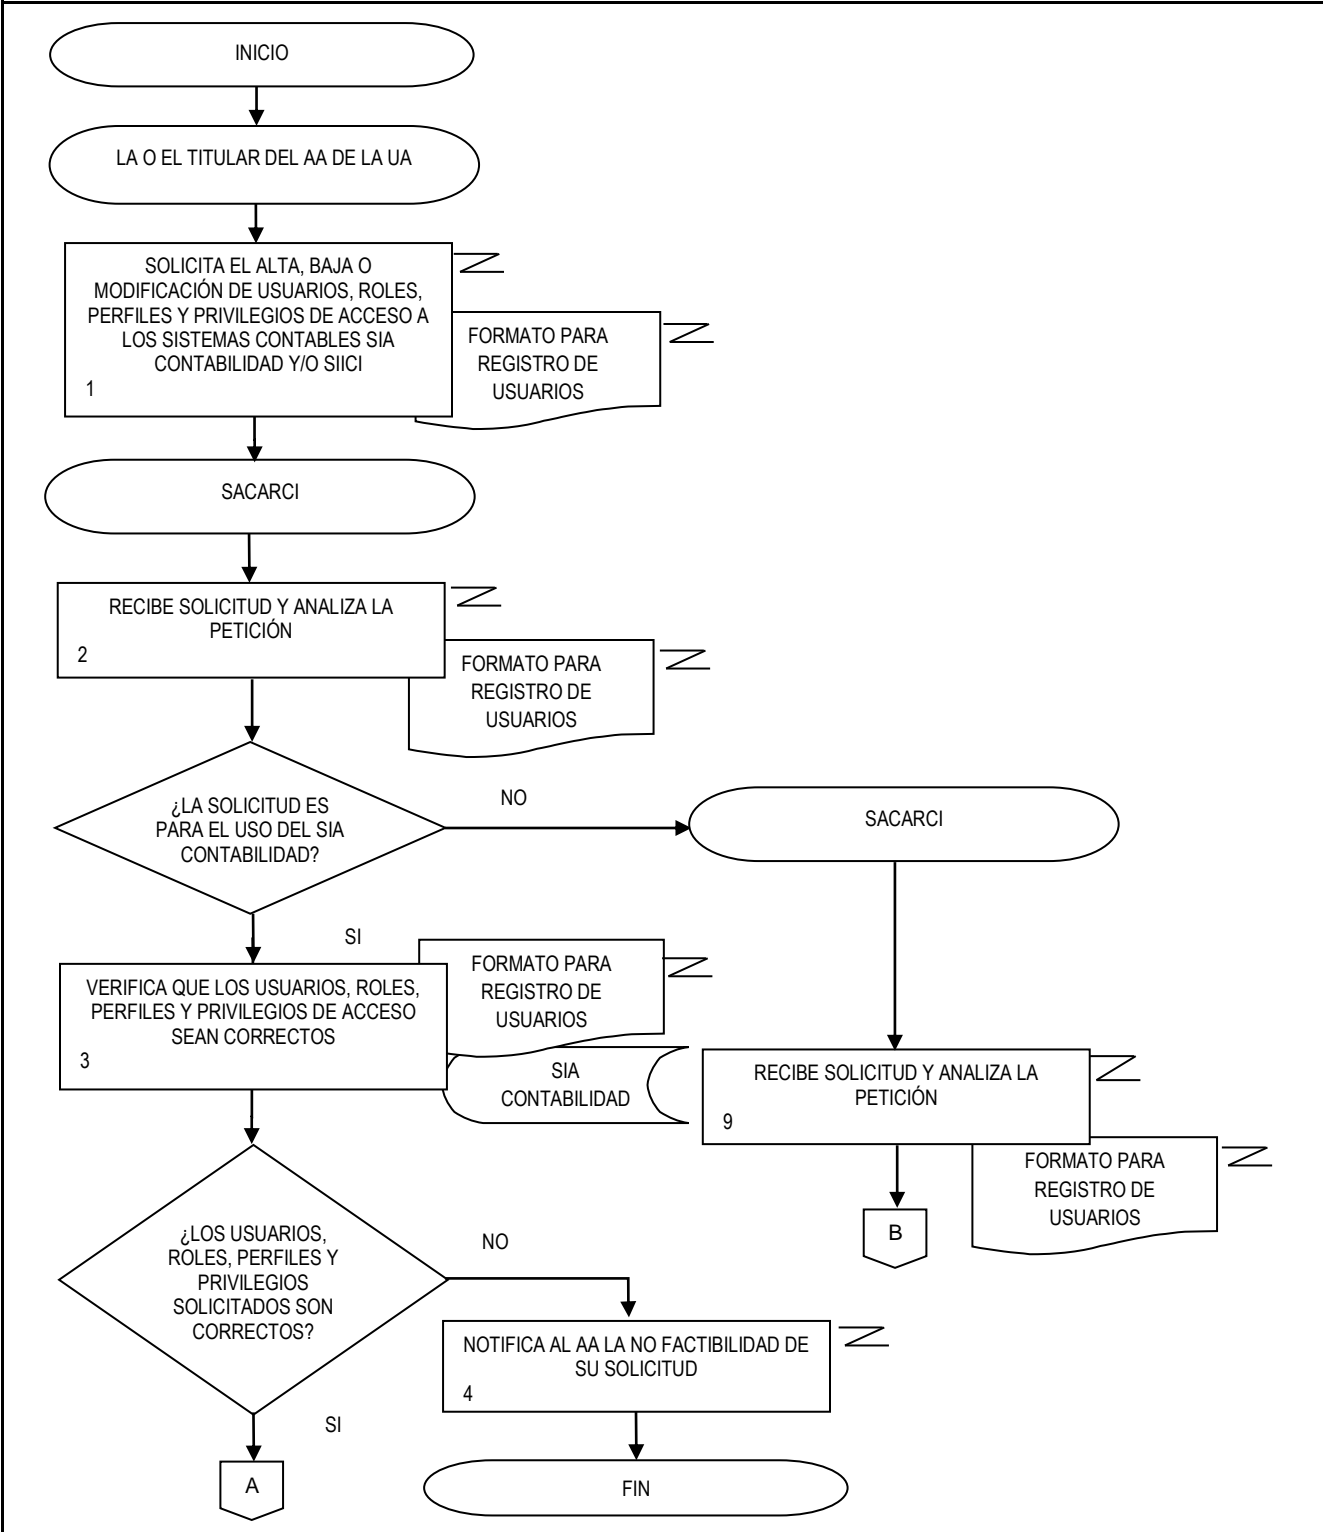 INICIO
LA O EL TITULAR DEL AA DE LA UA
SOLICITA EL ALTA, BAJA O
MODIFICACIÓN DE USUARIOS, ROLES,
PERFILES Y PRIVILEGIOS DE ACCESO A
LOS SISTEMAS CONTABLES SIA
CONTABILIDAD Y/O SIICI
1
FORMATO PARA
REGISTRO DE
USUARIOS
SACARCI
RECIBE SOLICITUD Y ANALIZA LA
PETICIÓN
2
FORMATO PARA
REGISTRO DE
USUARIOS
¿LA SOLICITUD ES
PARA EL USO DEL SIA
CONTABILIDAD?
NO
SACARCI
SI
VERIFICA QUE LOS USUARIOS, ROLES,
PERFILES Y PRIVILEGIOS DE ACCESO
SEAN CORRECTOS
3
FORMATO PARA
REGISTRO DE
USUARIOS
SIA
CONTABILIDAD
RECIBE SOLICITUD Y ANALIZA LA
PETICIÓN
9
FORMATO PARA
REGISTRO DE
USUARIOS
B
¿LOS USUARIOS,
ROLES, PERFILES Y
PRIVILEGIOS
SOLICITADOS SON
CORRECTOS?
NO
NOTIFICA AL AA LA NO FACTIBILIDAD DE
SU SOLICITUD
4
SI
A
FIN